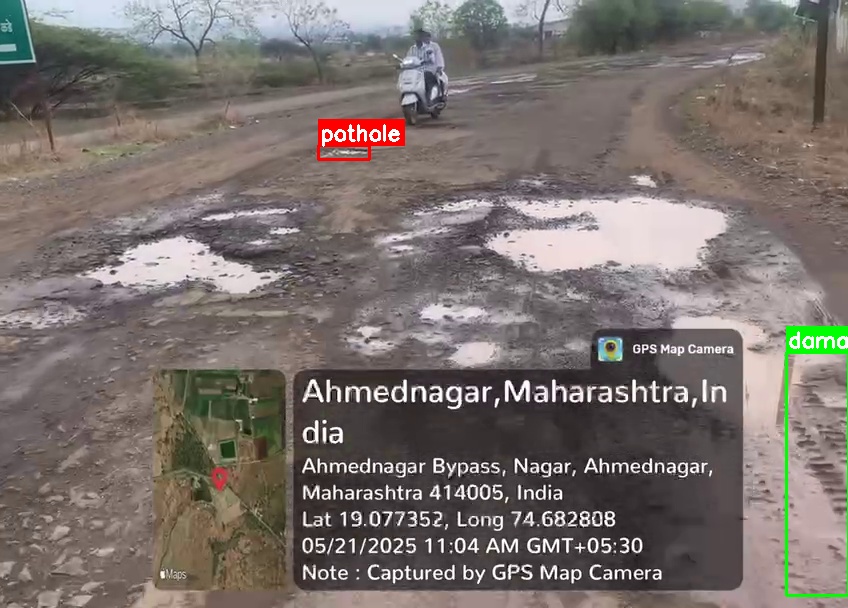 pothole
dama
GPS Map Camera
Ahmednagar,Maharashtra,In
dia
Ahmednagar Bypass, Nagar, Ahmednagar,
Maharashtra 414005, India
Lat 19.077352, Long 74.682808
05/21/2025 11:04 AM GMT+05:30
Note : Captured by GPS Map Camera
Maps